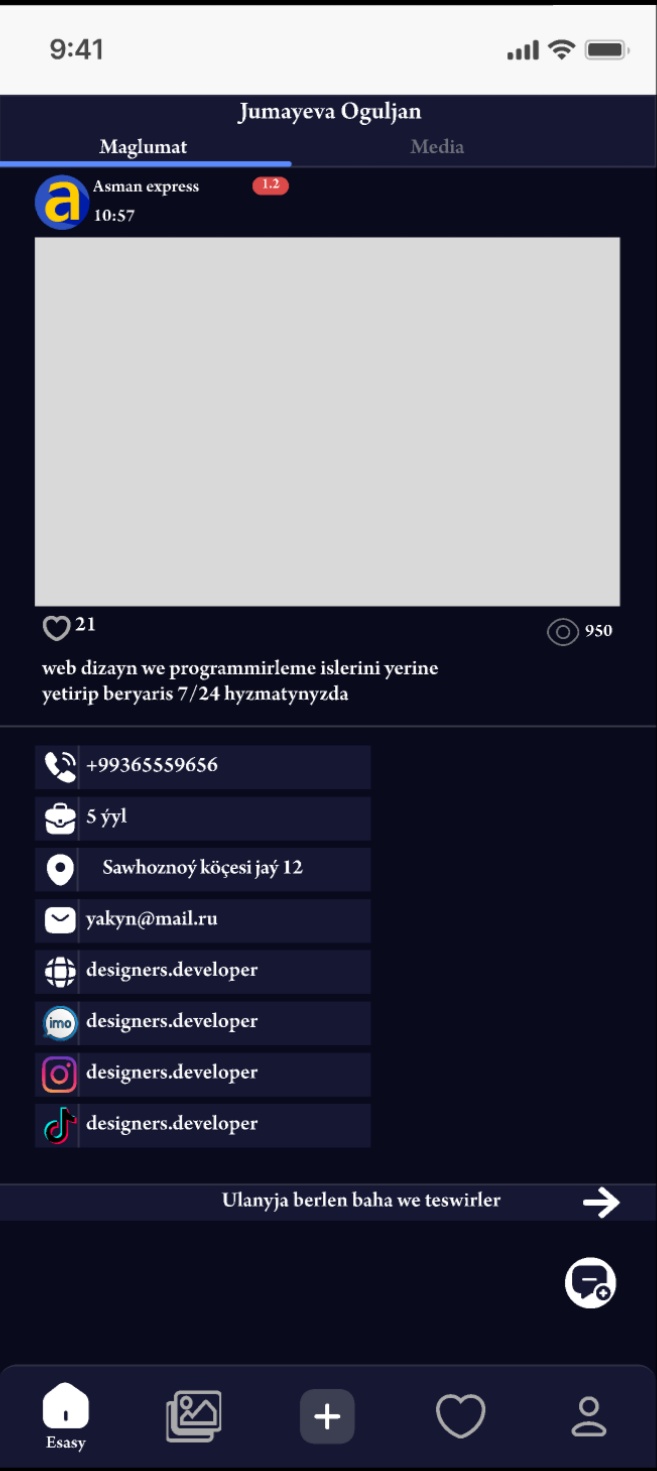 9:41
Jumayeva Oguljan
Maglumat Media
a Asman express 1.2
10:57
21 950
web dizayn we programmirleme islerini yerine
yetirip beryaris 7/24 hyzmatynyzda
+99365559656
5 ýyl
Sawhoznoý köçesi jaý 12
yakyn@mail.ru
designers.developer
imo designers.developer
designers.developer
designers.developer
Ulanyja berlen baha we teswirler
Esasy